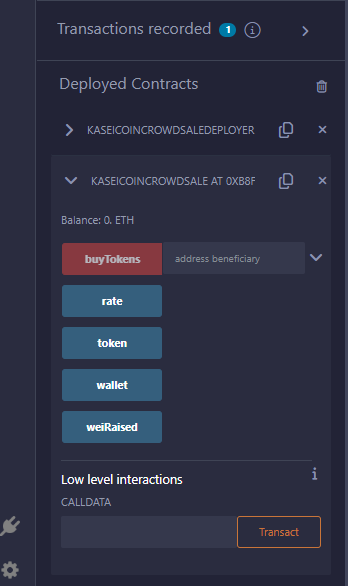 Transactions recorded 1 i
Deployed Contracts
KASEICOINCROWDSALEDEPLOYER
KASEICOINCROWDSALE AT 0XB8F
Balance: 0. ETH
buyTokens address beneficiary
rate
token
wallet
weiRaised
Low level interactions i
CALLDATA
Transact